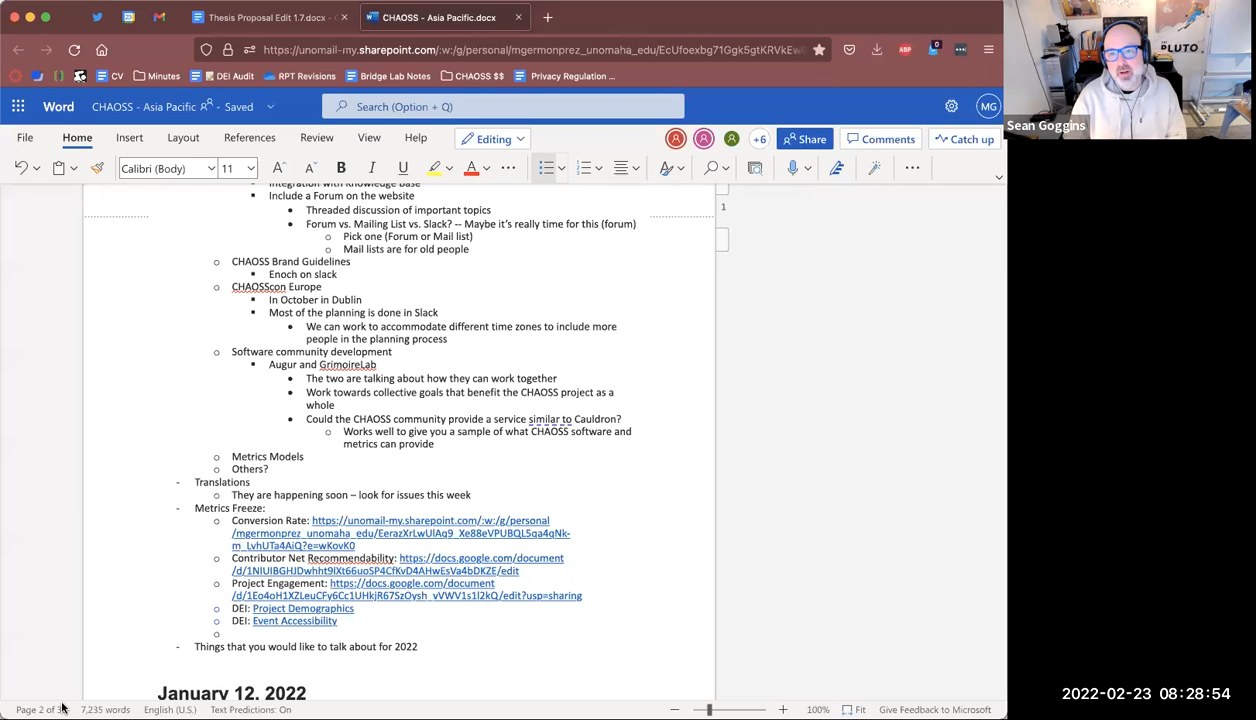 Thesis Proposal Edit 1.7.docx
CHAOSS - Asia Pacific.docx
https://unomail-my.sharepoint.com/:w:/g/personal/mgermonprez_unomaha_edu/
CV
Minutes
DEI Audit
RPT Revisions
Bridge Lab Notes
CHAOSS $$
Privacy Regulation ...
Word
CHAOSS - Asia Pacific - Saved
Search (Option + Q)
MG
File Home Insert Layout References Review View Help
Editing
+6
Share
Comments
Catch up
Calibri (Body)
11
Integration with Knowledge Base
Include a Forum on the website
Threaded discussion of important topics
Forum vs. Mailing List vs. Slack? -- Maybe it's really time for this (forum)
Pick one (Forum or Mail list)
Mail lists are for old people
CHAOSS Brand Guidelines
Enoch on slack
CHAOSScon Europe
In October in Dublin
Most of the planning is done in Slack
We can work to accommodate different time zones to include more
people in the planning process
Software community development
Augur and GrimoireLab
The two are talking about how they can work together
Work towards collective goals that benefit the CHAOSS project as a
whole
Could the CHAOSS community provide a service similar to Cauldron?
Works well to give you a sample of what CHAOSS software and
metrics can provide
Metrics Models
Others?
- Translations
They are happening soon – look for issues this week
- Metrics Freeze:
Conversion Rate: https://unomail-my.sharepoint.com/:w:/g/personal
/mgermonprez_unomaha_edu/EerazXrLwUlAq9_Xe88eVPUBQL5qa4qNk-
m_LvhUTa4AiQ?e=wKovK0
Contributor Net Recommendability: https://docs.google.com/document
/d/1NIUIBGHJDwhht9lXt66uoSP4CfKvD4AHwEsVa4bDKZE/edit
Project Engagement: https://docs.google.com/document
/d/1Eo4oH1XZLeuCFy6Cc1UHkjR67SzOysh_vVWV1s1l2kQ/edit?usp=sharing
DEI: Project Demographics
DEI: Event Accessibility
- Things that you would like to talk about for 2022
January 12, 2022
1
Page 2 of
7,235 words
English (U.S.)
Text Predictions: On
100%
Fit
Give Feedback to Microsoft
PLUTO
Sean Goggins
2022-02-23 08:28:54